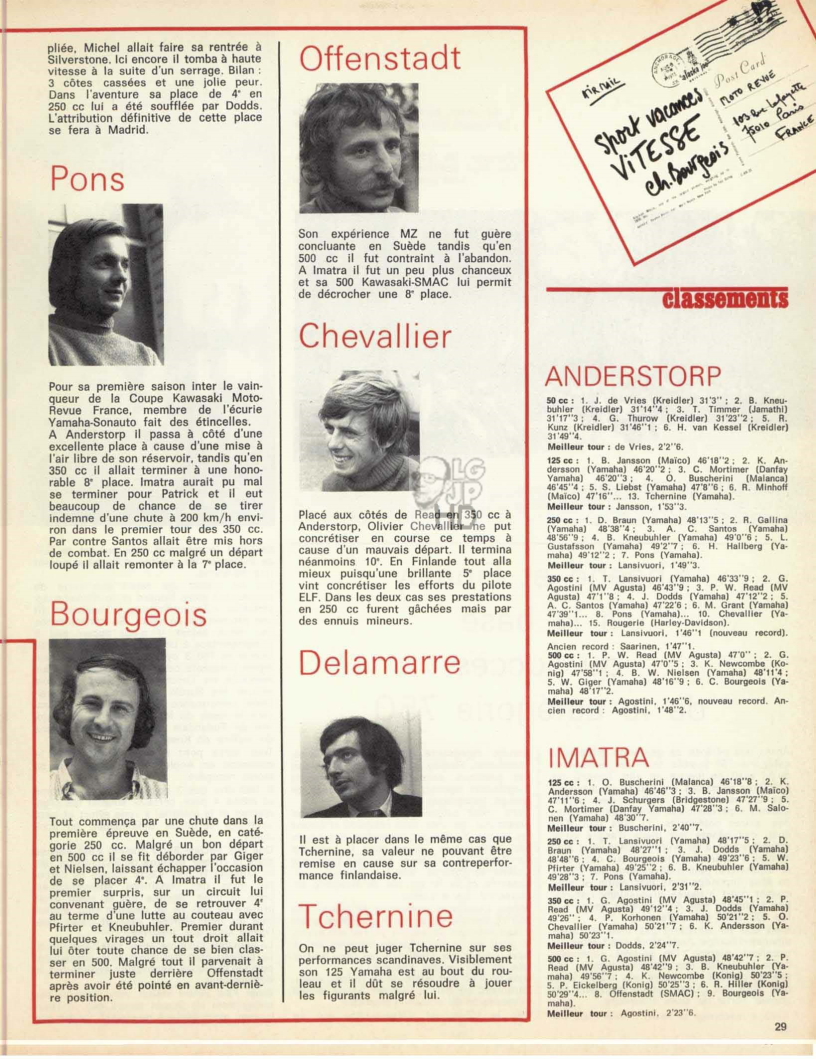 pliée, Michel allait faire sa rentrée à
Silverstone. Ici encore il tomba à haute
vitesse à la suite d'un serrage. Bilan :
3 côtes cassées et une jolie peur.
Dans l'aventure sa place de 4e en
250 cc lui a été soufflée par Dodds.
L'attribution définitive de cette place
se fera à Madrid.
Pons
Pour sa première saison inter le vain-
queur de la Coupe Kawasaki Moto-
Revue France, membre de l'écurie
Yamaha-Sonauto fait des étincelles.
A Anderstorp il passa à côté d'une
excellente place à cause d'une mise à
l'air libre de son réservoir, tandis qu'en
350 cc il allait terminer à une hono-
rable 8e place. Imatra aurait pu mal
se terminer pour Patrick et il eut
beaucoup de chance de se tirer
indemne d'une chute à 200 km/h envi-
ron dans le premier tour des 350 cc.
Par contre Santos allait être mis hors
de combat. En 250 cc malgré un départ
loupé il allait remonter à la 7e place.
Bourgeois
Tout commença par une chute dans la
première épreuve en Suède, en caté-
gorie 250 cc. Malgré un bon départ
en 500 cc il se fit déborder par Giger
et Nielsen, laissant échapper l'occasion
de se placer 4e. A Imatra il fut le
premier surpris, sur un circuit lui
convenant guère, de se retrouver 4e
au terme d'une lutte au couteau avec
Pfirter et Kneubuhler. Premier durant
quelques virages un tout droit allait
lui ôter toute chance de se bien clas-
ser en 500. Malgré tout il parvenait à
terminer juste derrière Offenstadt
après avoir été pointé en avant-derniè-
re position.
Offenstadt
Son expérience MZ ne fut guère
concluante en Suède tandis qu'en
500 cc il fut contraint à l'abandon.
A Imatra il fut un peu plus chanceux
et sa 500 Kawasaki-SMAC lui permit
de décrocher une 8e place.
Chevallier
Placé aux côtés de Read en 350 cc à
Anderstorp, Olivier Chevallier ne put
concrétiser en course ce temps à
cause d'un mauvais départ. Il termina
néanmoins 10e. En Finlande tout alla
mieux puisqu'une brillante 5e place
vint concrétiser les efforts du pilote
ELF. Dans les deux cas ses prestations
en 250 cc furent gâchées mais par
des ennuis mineurs.
Delamarre
Il est à placer dans le même cas que
Tchernine, sa valeur ne pouvant être
remise en cause sur sa contreperfor-
mance finlandaise.
Tchernine
On ne peut juger Tchernine sur ses
performances scandinaves. Visiblement
son 125 Yamaha est au bout du rou-
leau et il dût se résoudre à jouer
les figurants malgré lui.
AIR MAIL
Post Card
Sport vacances
VITESSE
ch. Bourgeois
MOTO REVUE
103 Rue Lafayette
75010 Paris
FRANCE
classements
ANDERSTORP
50 cc : 1. J. de Vries (Kreidler) 31'3'' ; 2. B. Kneu-
buhler (Kreidler) 31'14''4 ; 3. T. Timmer (Jamathi)
31'17''3 ; 4. G. Thurow (Kreidler) 31'23''2 ; 5. R.
Kunz (Kreidler) 31'46''1 ; 6. H. van Kessel (Kreidler)
31'49''4.
Meilleur tour : de Vries, 2'2''6.
125 cc : 1. B. Jansson (Maïco) 46'18''2 ; 2. K. An-
dersson (Yamaha) 46'20''2 ; 3. C. Mortimer (Danfay
Yamaha) 46'20''3 ; 4. O. Buscherini (Malanca)
46'45''4 ; 5. S. Liebst (Yamaha) 47'8''6 ; 6. R. Minhoff
(Maïco) 47'16''... 13. Tchernine (Yamaha).
Meilleur tour : Jansson, 1'53''3.
250 cc : 1. D. Braun (Yamaha) 48'13''5 ; 2. R. Gallina
(Yamaha) 48'38''4 ; 3. A. C. Santos (Yamaha)
48'56''9 ; 4. B. Kneubuhler (Yamaha) 49'0''6 ; 5. L.
Gustafsson (Yamaha) 49'2''7 ; 6. H. Hallberg (Ya-
maha) 49'12''2 ; 7. Pons (Yamaha).
Meilleur tour : Lansivuori, 1'49''3.
350 cc : 1. T. Lansivuori (Yamaha) 46'33''9 ; 2. G.
Agostini (MV Agusta) 46'43''9 ; 3. P. W. Read (MV
Agusta) 47'1''8 ; 4. J. Dodds (Yamaha) 47'12''2 ; 5.
A. C. Santos (Yamaha) 47'22'6 ; 6. M. Grant (Yamaha)
47'39''1... 8. Pons (Yamaha)... 10. Chevallier (Ya-
maha)... 15. Rougerie (Harley-Davidson).
Meilleur tour : Lansivuori, 1'46''1 (nouveau record).
Ancien record : Saarinen, 1'47''1.
500 cc : 1. P. W. Read (MV Agusta) 47'0'' ; 2. G.
Agostini (MV Agusta) 47'0''5 ; 3. K. Newcombe (Ko-
nig) 47'58''1 ; 4. B. W. Nielsen (Yamaha) 48'11'4 ;
5. W. Giger (Yamaha) 48'16''9 ; 6. C. Bourgeois (Ya-
maha) 48'17''2.
Meilleur tour : Agostini, 1'46''6, nouveau record. An-
cien record : Agostini, 1'48''2.
IMATRA
125 cc : 1. O. Buscherini (Malanca) 46'18''8 ; 2. K.
Andersson (Yamaha) 46'46''3 ; 3. B. Jansson (Maïco)
47'11''6 ; 4. J. Schurgers (Bridgestone) 47'27''9 ; 5.
C. Mortimer (Danfay Yamaha) 47'28''3 ; 6. M. Salo-
nen (Yamaha) 48'30''7.
Meilleur tour : Buscherini, 2'40''7.
250 cc : 1. T. Lansivuori (Yamaha) 48'17''5 ; 2. D.
Braun (Yamaha) 48'27''1 ; 3. J. Dodds (Yamaha)
48'48''6 ; 4. C. Bourgeois (Yamaha) 49'23''6 ; 5. W.
Pfirter (Yamaha) 49'25''2 ; 6. B. Kneubuhler (Yamaha)
49'28''3 ; 7. Pons (Yamaha).
Meilleur tour : Lansivuori, 2'31''2.
350 cc : 1. G. Agostini (MV Agusta) 48'45''1 ; 2. P.
Read (MV Agusta) 49'12''4 ; 3. J. Dodds (Yamaha)
49'26'' ; 4. P. Korhonen (Yamaha) 50'21''2 ; 5. O.
Chevallier (Yamaha) 50'21''7 ; 6. K. Andersson (Ya-
maha) 50'23''1.
Meilleur tour : Dodds, 2'24''7.
500 cc : 1. G. Agostini (MV Agusta) 48'42''7 ; 2. P.
Read (MV Agusta) 48'42''9 ; 3. B. Kneubuhler (Ya-
maha) 49'56''7 ; 4. K. Newcombe (Konig) 50'23''5 ;
5. P. Eickelberg (Konig) 50'25''3 ; 6. R. Hiller (Konig)
50'29''4... 8. Offenstadt (SMAC) ; 9. Bourgeois (Ya-
maha).
Meilleur tour : Agostini, 2'23''6.
29